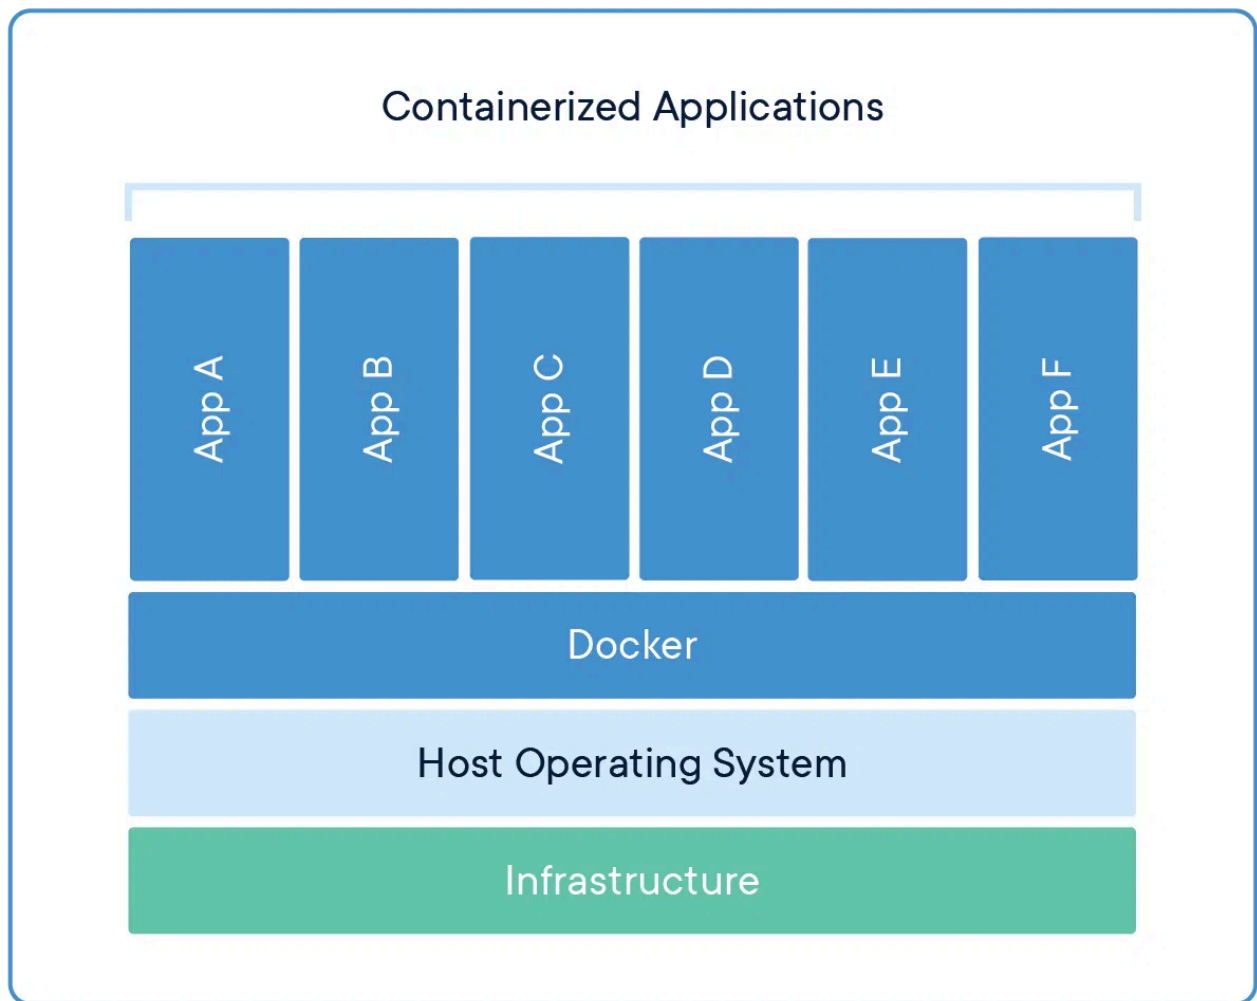 Containerized Applications
App A
App B
App C
App D
App E
App F
Docker
Host Operating System
Infrastructure